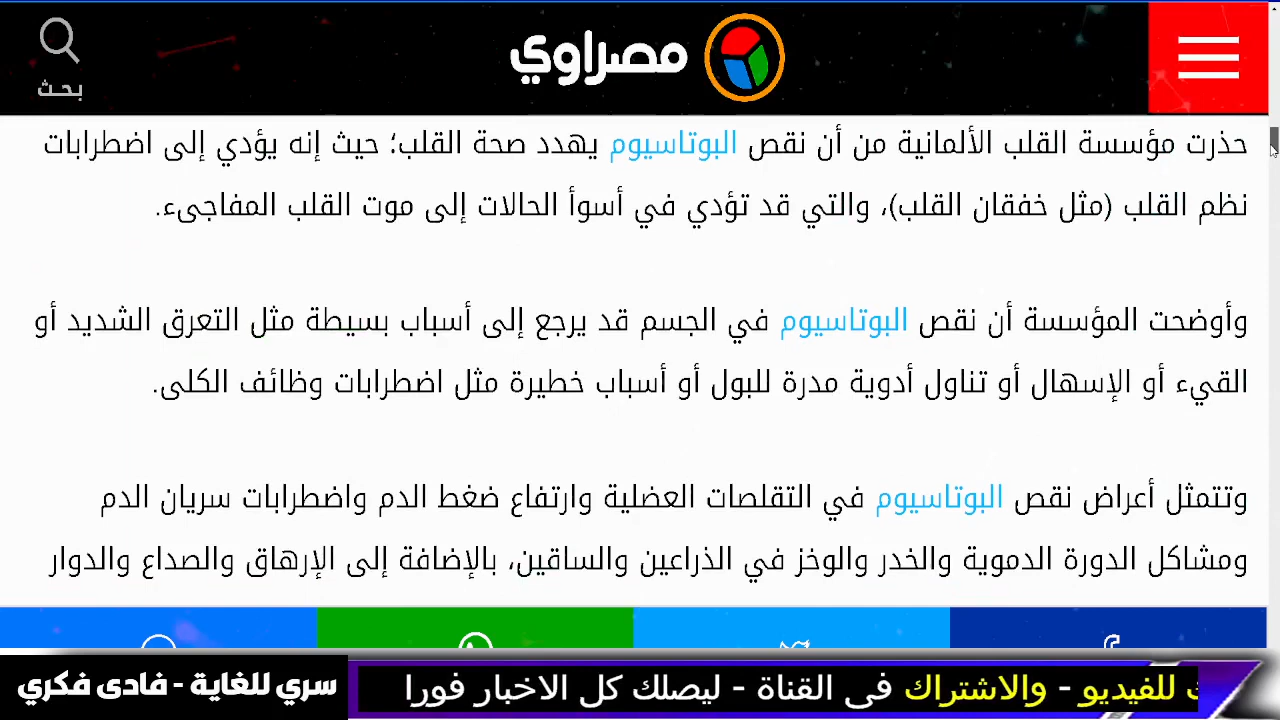 مصراوي
بحث
حذرت مؤسسة القلب الألمانية من أن نقص البوتاسيوم يهدد صحة القلب؛ حيث إنه يؤدي إلى اضطرابات
نظم القلب (مثل خفقان القلب)، والتي قد تؤدي في أسوأ الحالات إلى موت القلب المفاجىء.
وأوضحت المؤسسة أن نقص البوتاسيوم في الجسم قد يرجع إلى أسباب بسيطة مثل التعرق الشديد أو
القيء أو الإسهال أو تناول أدوية مدرة للبول أو أسباب خطيرة مثل اضطرابات وظائف الكلى.
وتتمثل أعراض نقص البوتاسيوم في التقلصات العضلية وارتفاع ضغط الدم واضطرابات سريان الدم
ومشاكل الدورة الدموية والخدر والوخز في الذراعين والساقين، بالإضافة إلى الإرهاق والصداع والدوار
للفيديو - والاشتراك فى القناة - ليصلك كل الاخبار فورا
سري للغاية - فادى فكري